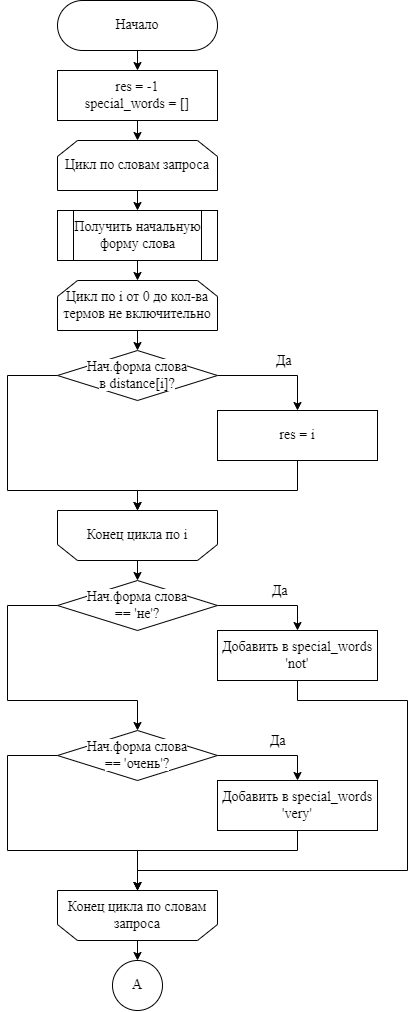 Начало
res = -1
special_words = []
Цикл по словам запроса
Получить начальную
форму слова
Цикл по i от 0 до кол-ва
термов не включительно
Нач.форма слова
в distance[i]?
Да
res = i
Конец цикла по i
Нач.форма слова
== 'не'?
Да
Добавить в special_words
'not'
Нач.форма слова
== 'очень'?
Да
Добавить в special_words
'very'
Конец цикла по словам
запроса
А